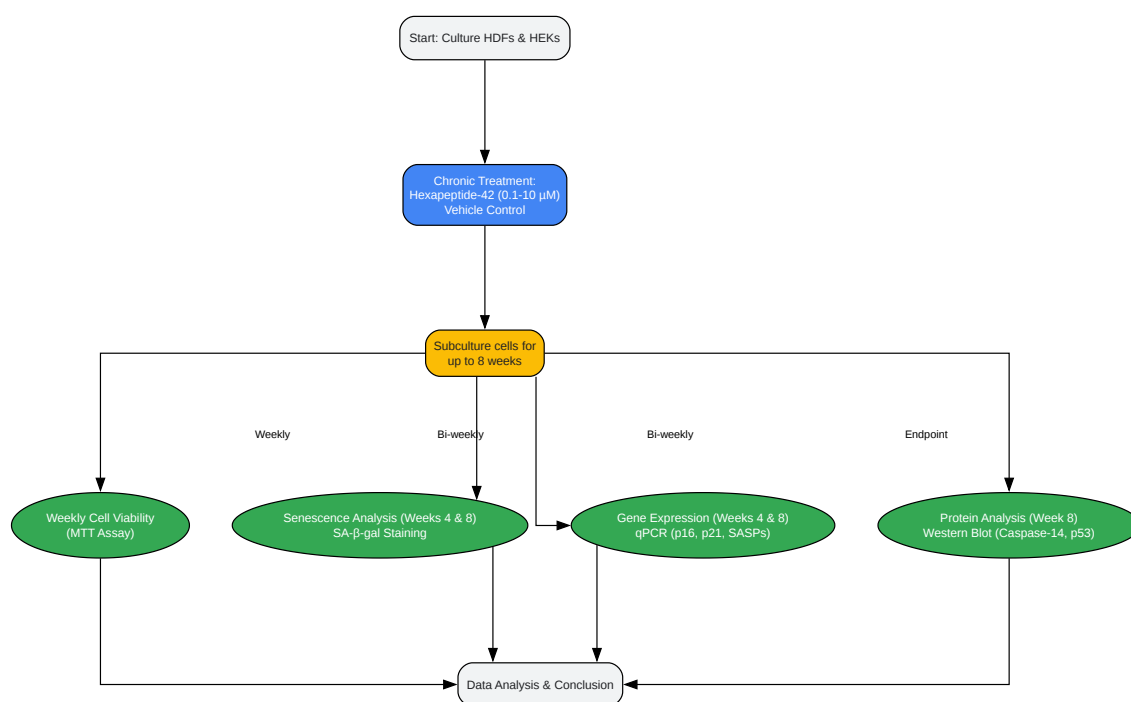 Start: Culture HDFs & HEKs
Chronic Treatment:
Hexapeptide-42 (0.1-10 µM)
Vehicle Control
Subculture cells for
up to 8 weeks
Weekly
Bi-weekly
Bi-weekly
Endpoint
Weekly Cell Viability
(MTT Assay)
Senescence Analysis (Weeks 4 & 8)
SA-β-gal Staining
Gene Expression (Weeks 4 & 8)
qPCR (p16, p21, SASPs)
Protein Analysis (Week 8)
Western Blot (Caspase-14, p53)
Data Analysis & Conclusion